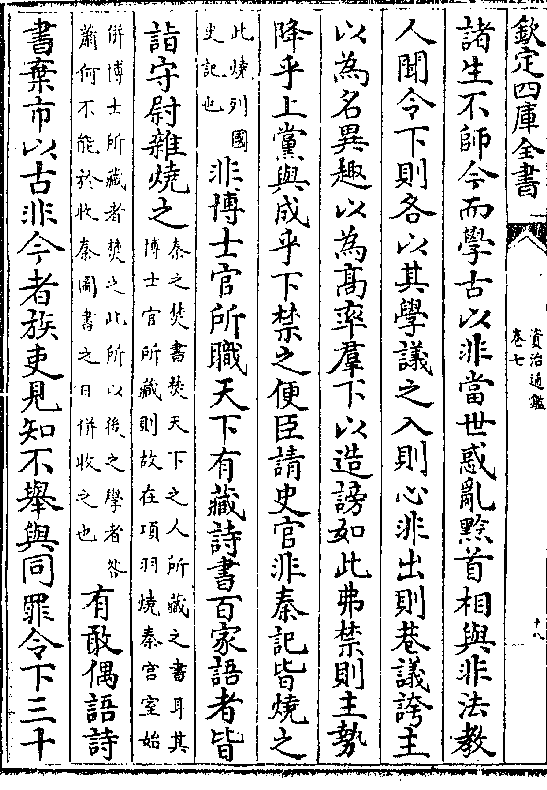 欽定四庫全書
資治通鑑
卷七
十八
諸生不師今而學古以非當世惑亂黔首相與非法教
人聞令下則各以其學議之入則心非出則巷議誇主
以為名異趣以為高率羣下以造謗如此弗禁則主勢
降乎上黨與成乎下禁之便臣請史官非秦記皆燒之
此燒列國
史記也
非博士官所職天下有藏詩書百家語者皆
詣守尉雜燒之
秦之焚書焚天下之人所藏之書耳其
博士官所藏則故在項羽燒秦宫室始
併博士所藏者焚之此所以後之學者咎
蕭何不能於收秦圖書之日併收之也
有敢偶語詩
書棄市以古非今者族吏見知不舉與同罪令下三十